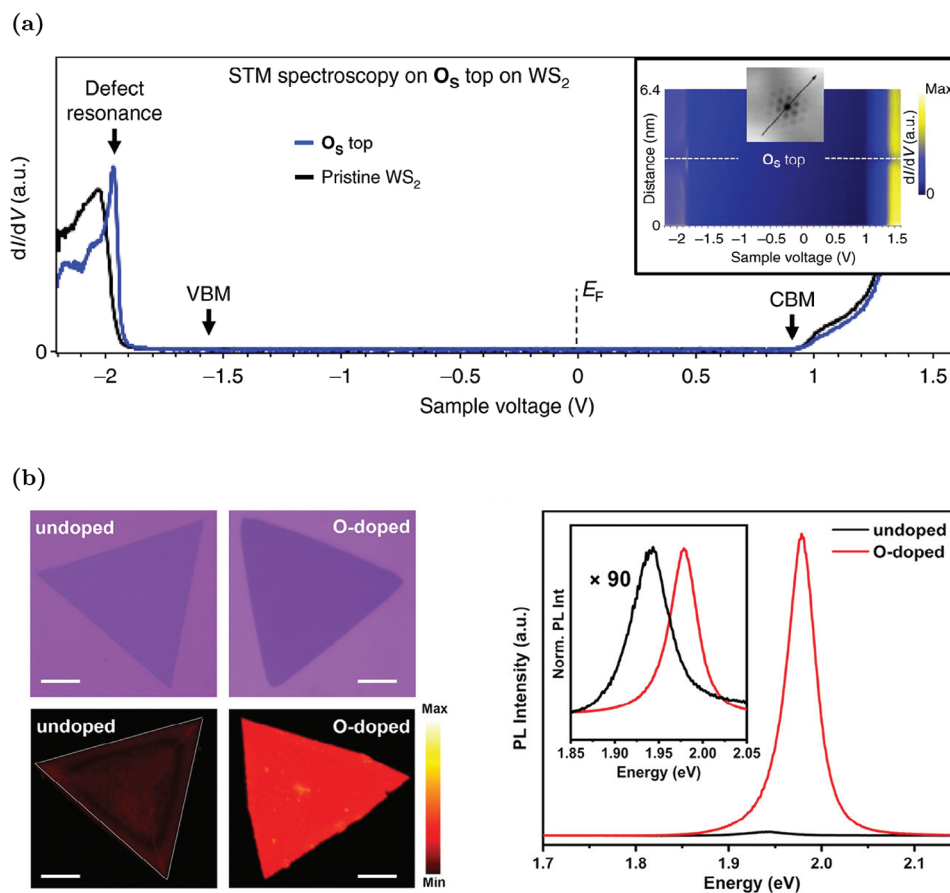 (a)
STM spectroscopy on Os top on WS2
Defect
resonance
Os top
Pristine WS2
VBM
EF
CBM
dI/dV (a.u.)
0
−2
−1.5
−1
−0.5
0
0.5
1
1.5
Sample voltage (V)
6.4
Distance (nm)
0
Os top
−2
−1.5
−1
−0.5
0
0.5
1
1.5
Sample voltage (V)
Max
dI/dV (a.u.)
0
(b)
undoped
O-doped
undoped
O-doped
Max
Min
PL Intensity (a.u.)
undoped
O-doped
× 90
Norm. PL Int
1.85 1.90 1.95 2.00 2.05
Energy (eV)
1.7 1.8 1.9 2.0 2.1
Energy (eV)